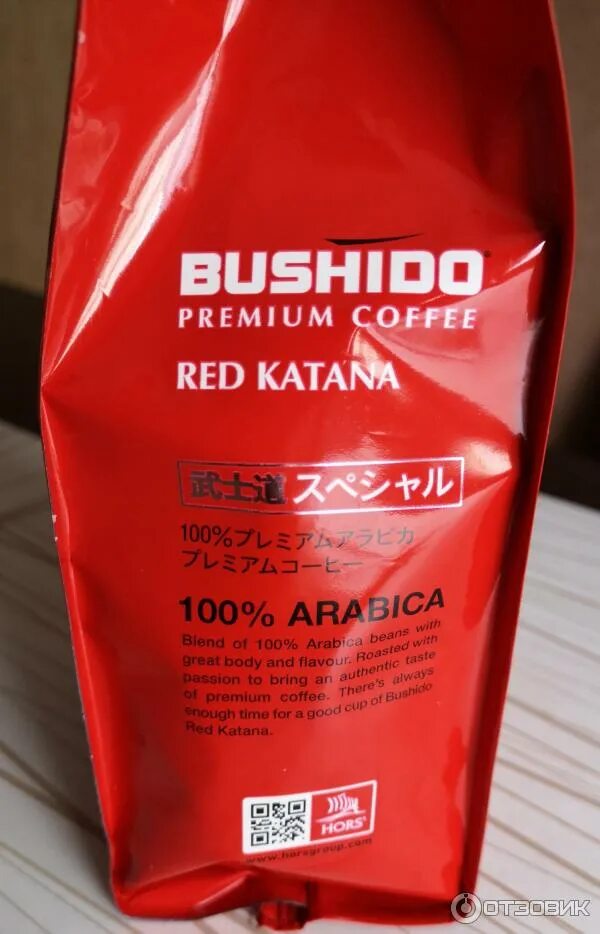 BUSHIDO
PREMIUM COFFEE
RED KATANA
武士道 スペシャル
100%プレミアムアラビカ
プレミアムコーヒー
100% ARABICA
Blend of 100% Arabica beans with
great body and flavour. Roasted with
passion to bring an authentic taste
of premium coffee. There's always
enough time for a good cup of Bushido
Red Katana.
HORS
www.horsgroup.com
ОТЗОВИК